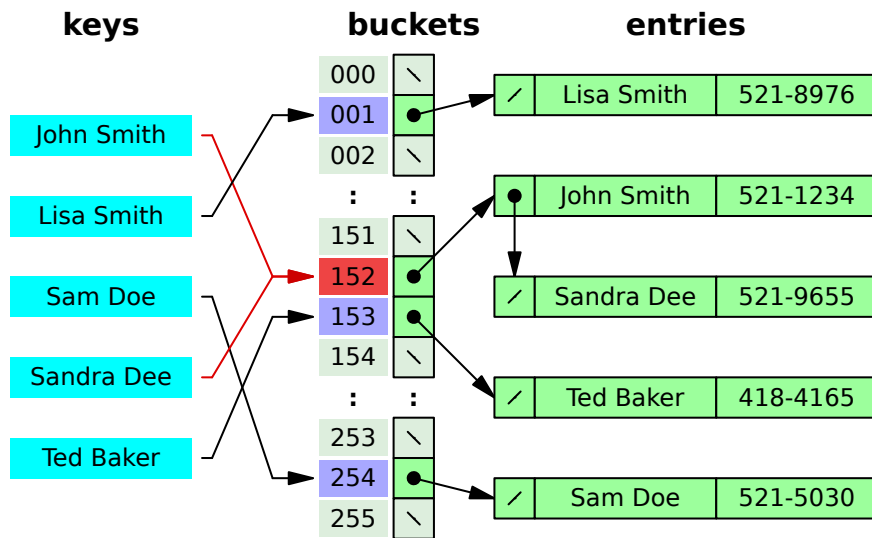 keys
buckets
entries
John Smith
Lisa Smith
Sam Doe
Sandra Dee
Ted Baker
000
001
002
:
:
151
152
153
154
:
:
253
254
255
Lisa Smith 521-8976
John Smith 521-1234
Sandra Dee 521-9655
Ted Baker 418-4165
Sam Doe 521-5030